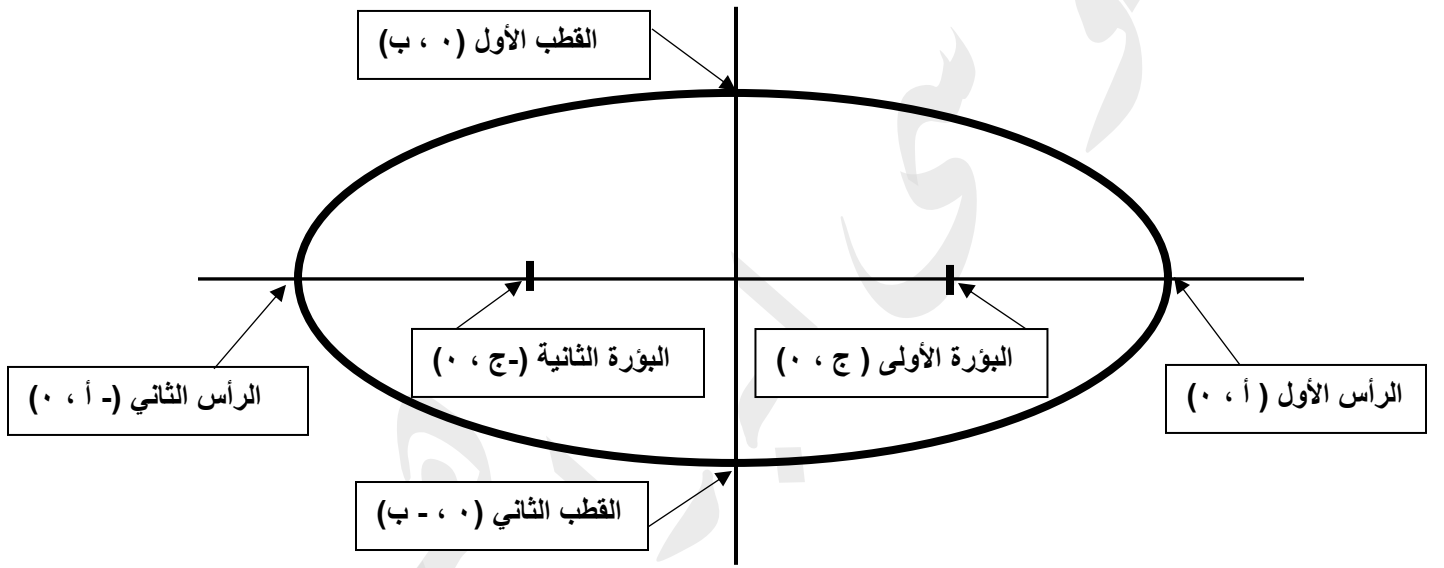 القطب الأول (٠ ، ب)
البؤرة الأولى ( ج ، ٠)
البؤرة الثانية (-ج ، ٠)
الرأس الأول ( أ ، ٠)
الرأس الثاني (- أ ، ٠)
القطب الثاني (٠ ، - ب)